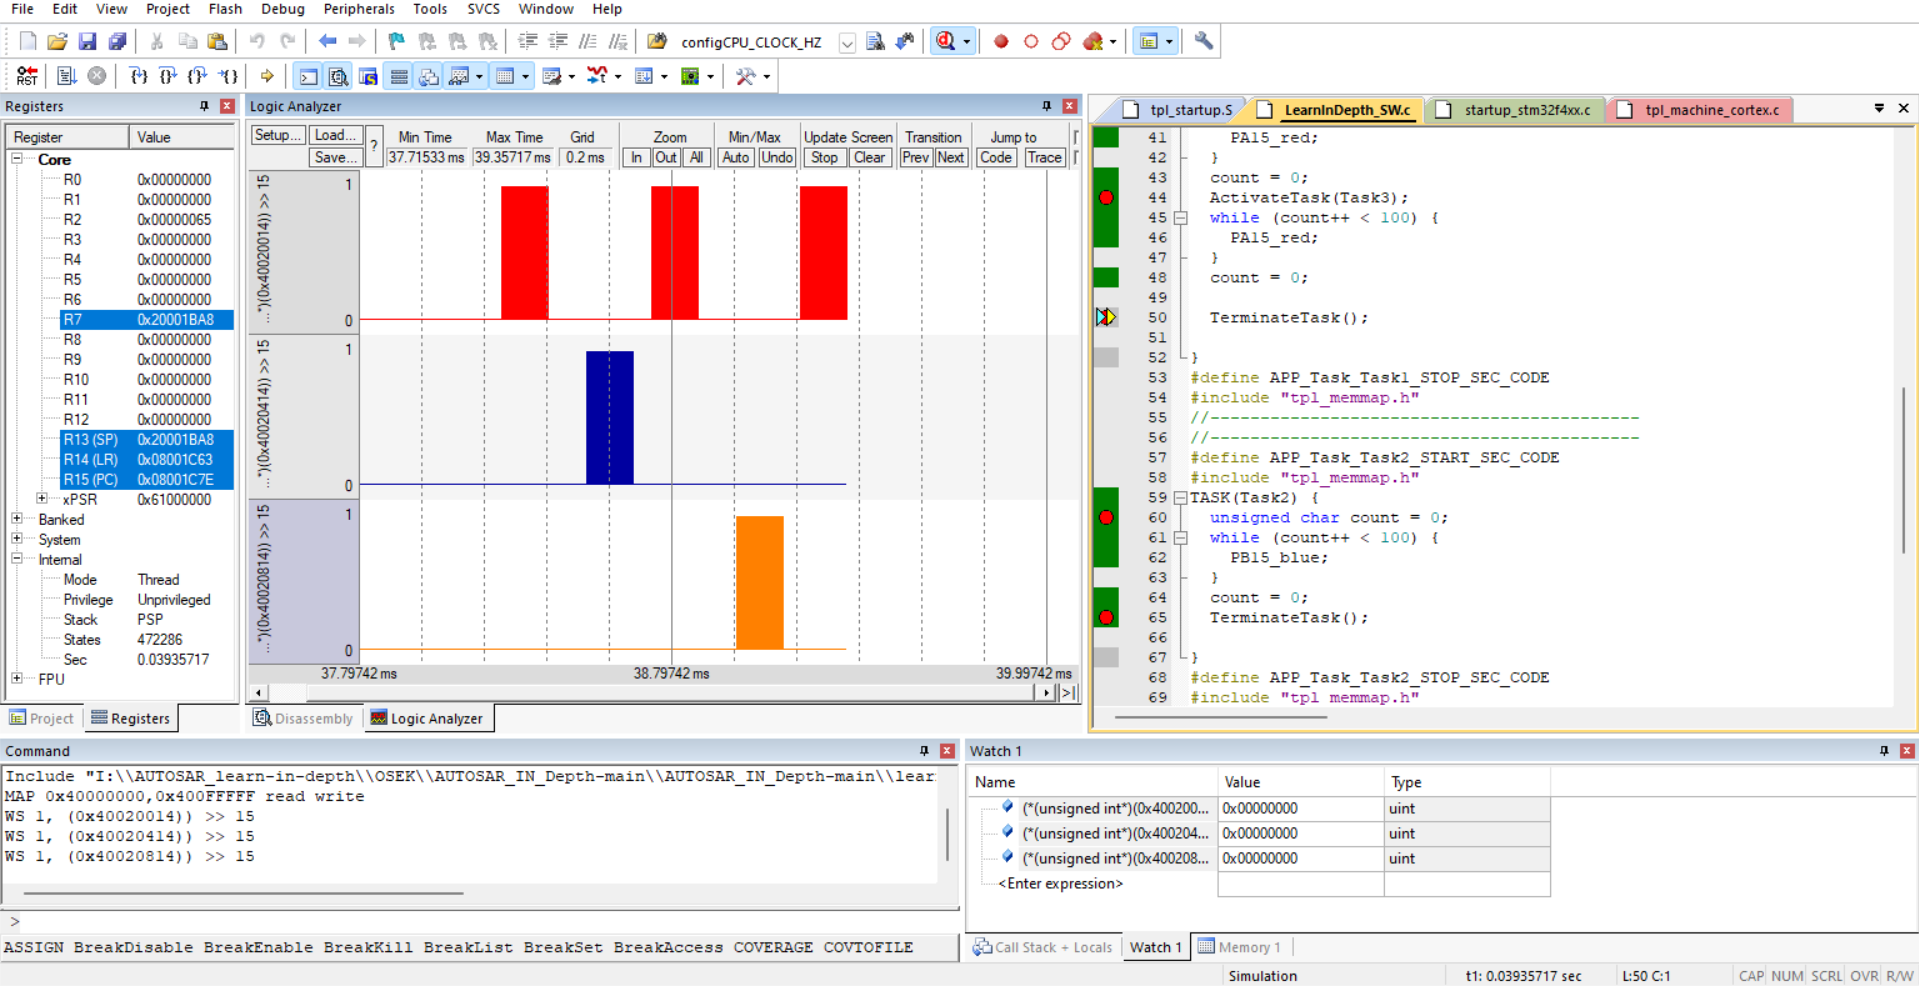 File Edit View Project Flash Debug Peripherals Tools SVCS Window Help
configCPU_CLOCK_HZ
RST
Registers
Register Value
Core
R0 0x00000000
R1 0x00000000
R2 0x00000065
R3 0x00000000
R4 0x00000000
R5 0x00000000
R6 0x00000000
R7 0x20001BA8
R8 0x00000000
R9 0x00000000
R10 0x00000000
R11 0x00000000
R12 0x00000000
R13 (SP) 0x20001BA8
R14 (LR) 0x08001C63
R15 (PC) 0x08001C7E
xPSR 0x61000000
Banked
System
Internal
Mode Thread
Privilege Unprivileged
Stack PSP
States 472286
Sec 0.03935717
FPU
Project Registers
Logic Analyzer
Setup... Load... ? Min Time Max Time Grid Zoom Min/Max Update Screen Transition Jump to
Save... 37.71533 ms 39.35717 ms 0.2 ms In Out All Auto Undo Stop Clear Prev Next Code Trace
...*)(0x40020014)) >> 15
1
0
...*)(0x40020414)) >> 15
1
0
...*)(0x40020814)) >> 15
1
0
37.79742 ms 38.79742 ms 39.99742 ms
Disassembly Logic Analyzer
tpl_startup.S LearnInDepth_SW.c startup_stm32f4xx.c tpl_machine_cortex.c
41 PA15_red;
42 }
43 count = 0;
44 ActivateTask(Task3);
45 while (count++ < 100) {
46 PA15_red;
47 }
48 count = 0;
49
50 TerminateTask();
51
52 }
53 #define APP_Task_Task1_STOP_SEC_CODE
54 #include "tpl_memmap.h"
55 //-------------------------------------------
56 //-------------------------------------------
57 #define APP_Task_Task2_START_SEC_CODE
58 #include "tpl_memmap.h"
59 TASK(Task2) {
60 unsigned char count = 0;
61 while (count++ < 100) {
62 PB15_blue;
63 }
64 count = 0;
65 TerminateTask();
66
67 }
68 #define APP_Task_Task2_STOP_SEC_CODE
69 #include "tpl memmap.h"
Command
Include "I:\\AUTOSAR_learn-in-depth\\OSEK\\AUTOSAR_IN_Depth-main\\AUTOSAR_IN_Depth-main\\lear
MAP 0x40000000,0x400FFFFF read write
WS 1, (0x40020014)) >> 15
WS 1, (0x40020414)) >> 15
WS 1, (0x40020814)) >> 15
>
ASSIGN BreakDisable BreakEnable BreakKill BreakList BreakSet BreakAccess COVERAGE COVTOFILE
Watch 1
Name Value Type
(*(unsigned int*)(0x400200... 0x00000000 uint
(*(unsigned int*)(0x400204... 0x00000000 uint
(*(unsigned int*)(0x400208... 0x00000000 uint
<Enter expression>
Call Stack + Locals Watch 1 Memory 1
Simulation t1: 0.03935717 sec L:50 C:1 CAP NUM SCRL OVR R/W